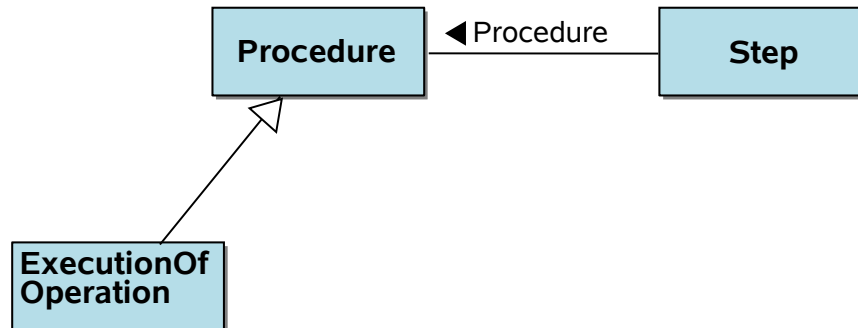 Procedure
◀ Procedure
Step
ExecutionOf
Operation